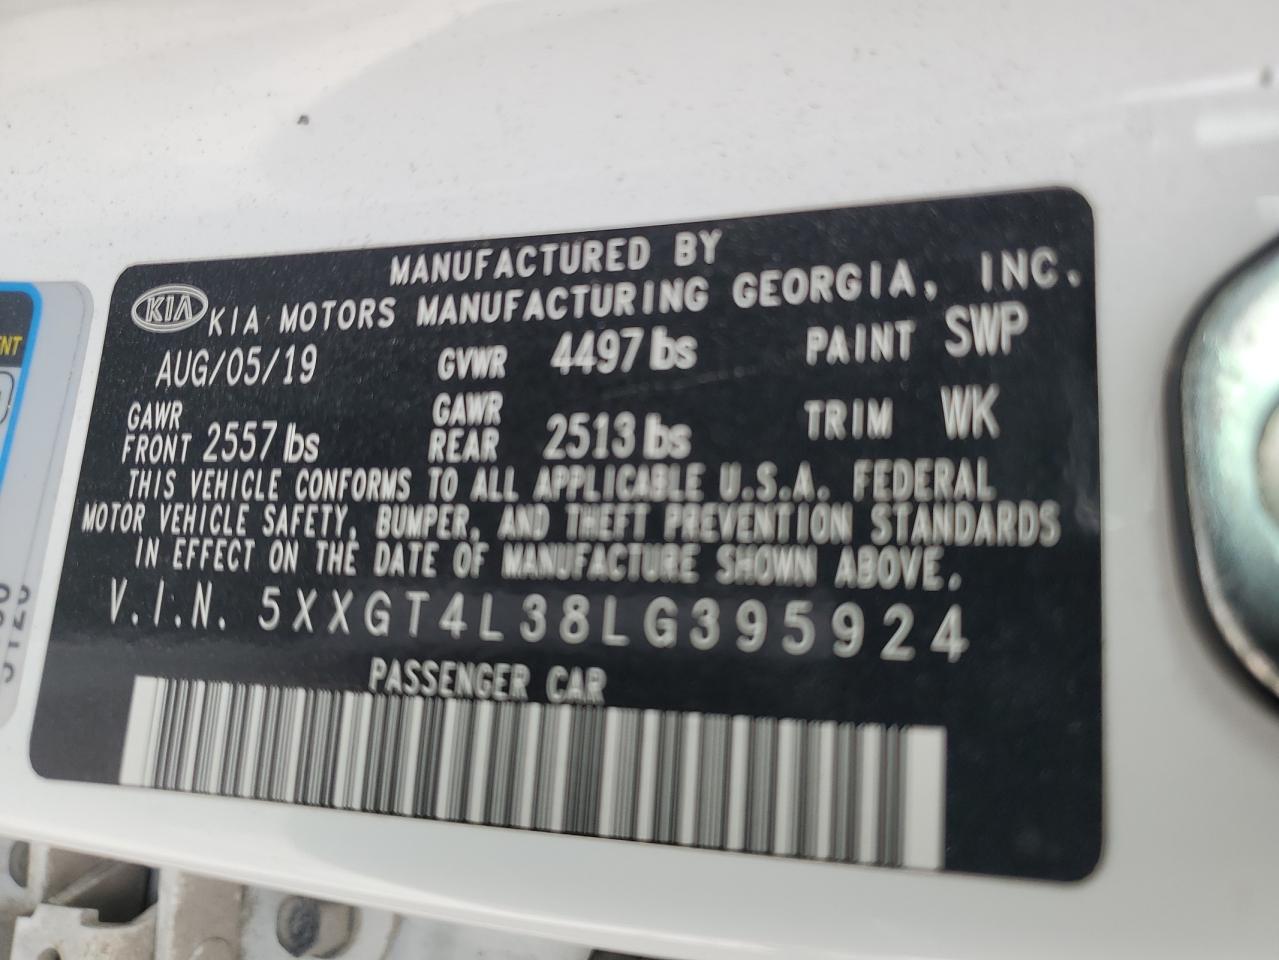 MANUFACTURED BY
KIA KIA MOTORS MANUFACTURING GEORGIA, INC.
AUG/05/19 GVWR 4497 lbs PAINT SWP
GAWR FRONT 2557 lbs GAWR REAR 2513 lbs TRIM WK
THIS VEHICLE CONFORMS TO ALL APPLICABLE U.S.A. FEDERAL
MOTOR VEHICLE SAFETY, BUMPER, AND THEFT PREVENTION STANDARDS
IN EFFECT ON THE DATE OF MANUFACTURE SHOWN ABOVE.
V.I.N. 5XXGT4L38LG395924
PASSENGER CAR